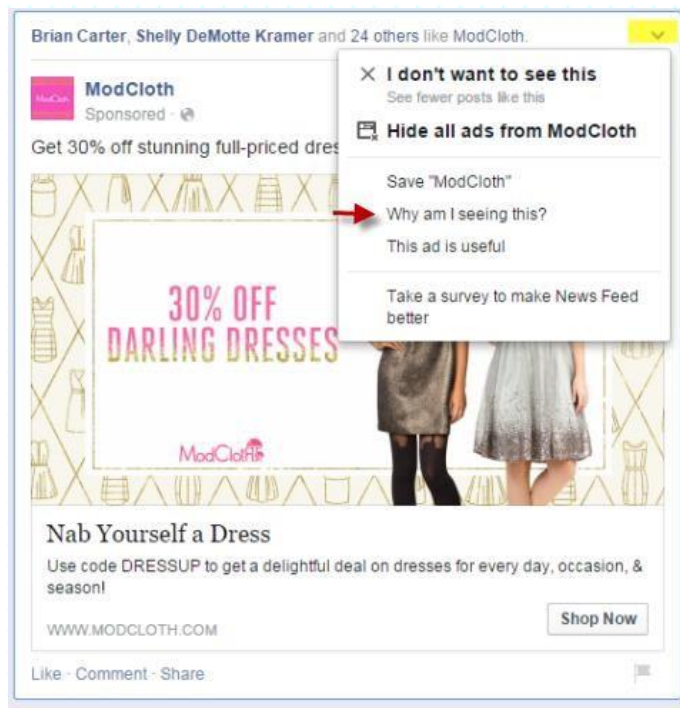 Brian Carter, Shelly DeMotte Kramer and 24 others like ModCloth.
ModCloth
ModCloth
Sponsored ·
Get 30% off stunning full-priced dres
I don't want to see this
See fewer posts like this
Hide all ads from ModCloth
Save "ModCloth"
Why am I seeing this?
This ad is useful
Take a survey to make News Feed
better
30% OFF
DARLING DRESSES
ModCloth
Nab Yourself a Dress
Use code DRESSUP to get a delightful deal on dresses for every day, occasion, &
season!
WWW.MODCLOTH.COM
Shop Now
Like · Comment · Share